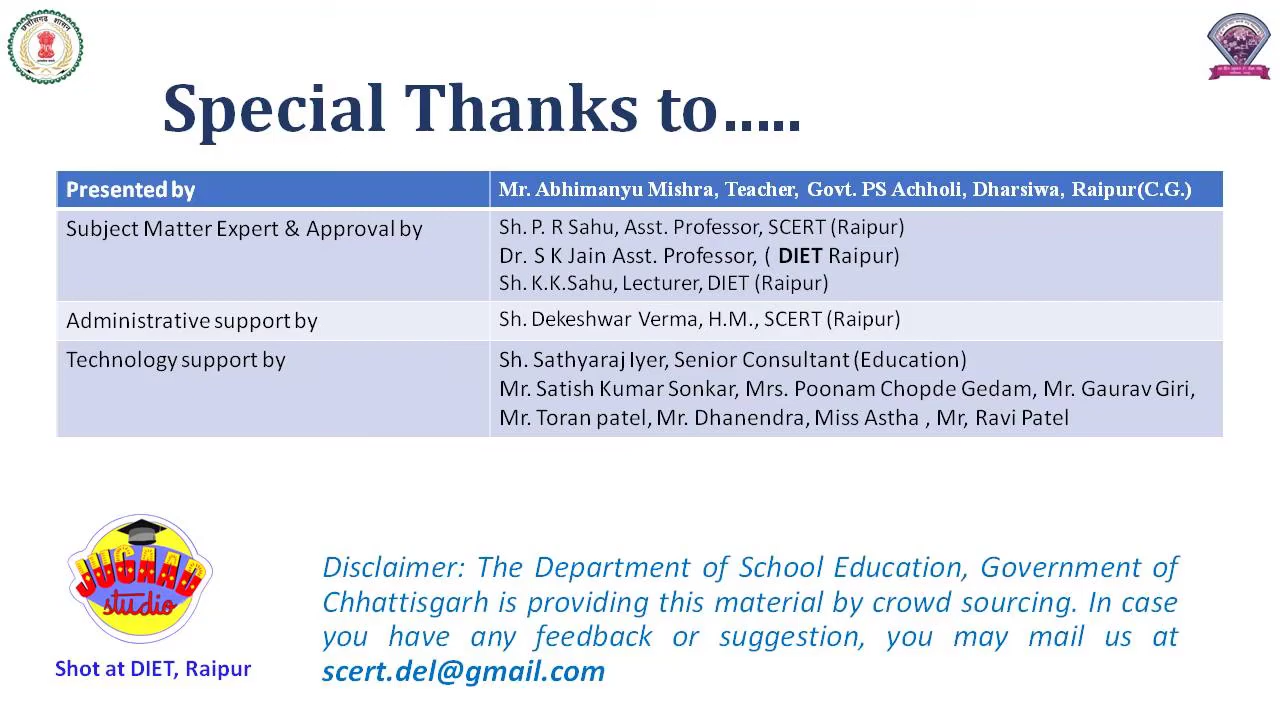 छत्तीसगढ़ शासन
Special Thanks to.....
Presented by
Mr. Abhimanyu Mishra, Teacher, Govt. PS Achholi, Dharsiwa, Raipur(C.G.)
Subject Matter Expert & Approval by
Sh. P. R Sahu, Asst. Professor, SCERT (Raipur)
Dr. S K Jain Asst. Professor, ( DIET Raipur)
Sh. K.K.Sahu, Lecturer, DIET (Raipur)
Administrative support by
Sh. Dekeshwar Verma, H.M., SCERT (Raipur)
Technology support by
Sh. Sathyaraj Iyer, Senior Consultant (Education)
Mr. Satish Kumar Sonkar, Mrs. Poonam Chopde Gedam, Mr. Gaurav Giri,
Mr. Toran patel, Mr. Dhanendra, Miss Astha , Mr, Ravi Patel
JUGAAD
studio
Shot at DIET, Raipur
Disclaimer: The Department of School Education, Government of
Chhattisgarh is providing this material by crowd sourcing. In case
you have any feedback or suggestion, you may mail us at
scert.del@gmail.com